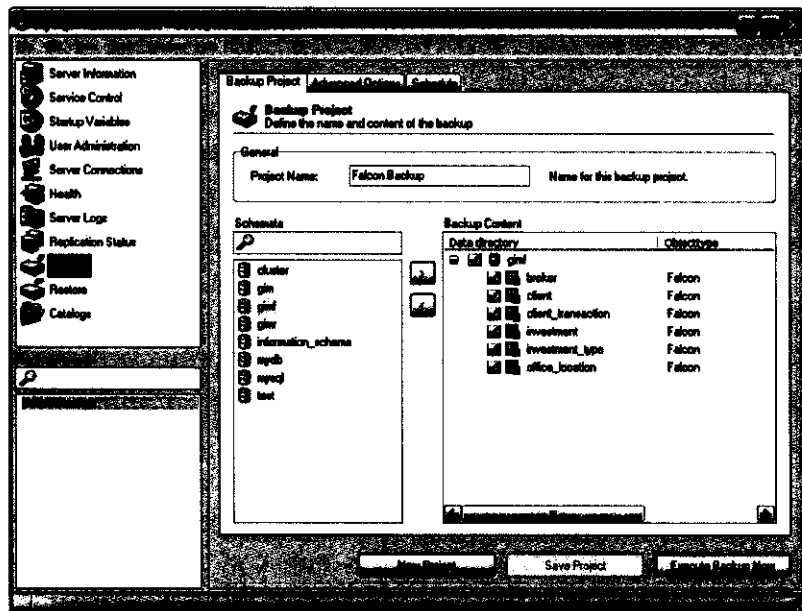 Server Information
Service Control
Startup Variables
User Administration
Server Connections
Health
Server Logs
Replication Status
Restore
Catalogs
Backup Project
Advanced Options
Schedule
Backup Project
Define the name and content of the backup
General
Project Name:
Falcon Backup
Name for this backup project.
Schemata
cluster
gim
gimf
gimr
information_schema
mydb
mysql
test
Backup Content
Data directory
Objecttype
gimf
broker Falcon
client Falcon
client_transaction Falcon
investment Falcon
investment_type Falcon
office_location Falcon
New Project
Save Project
Execute Backup Now